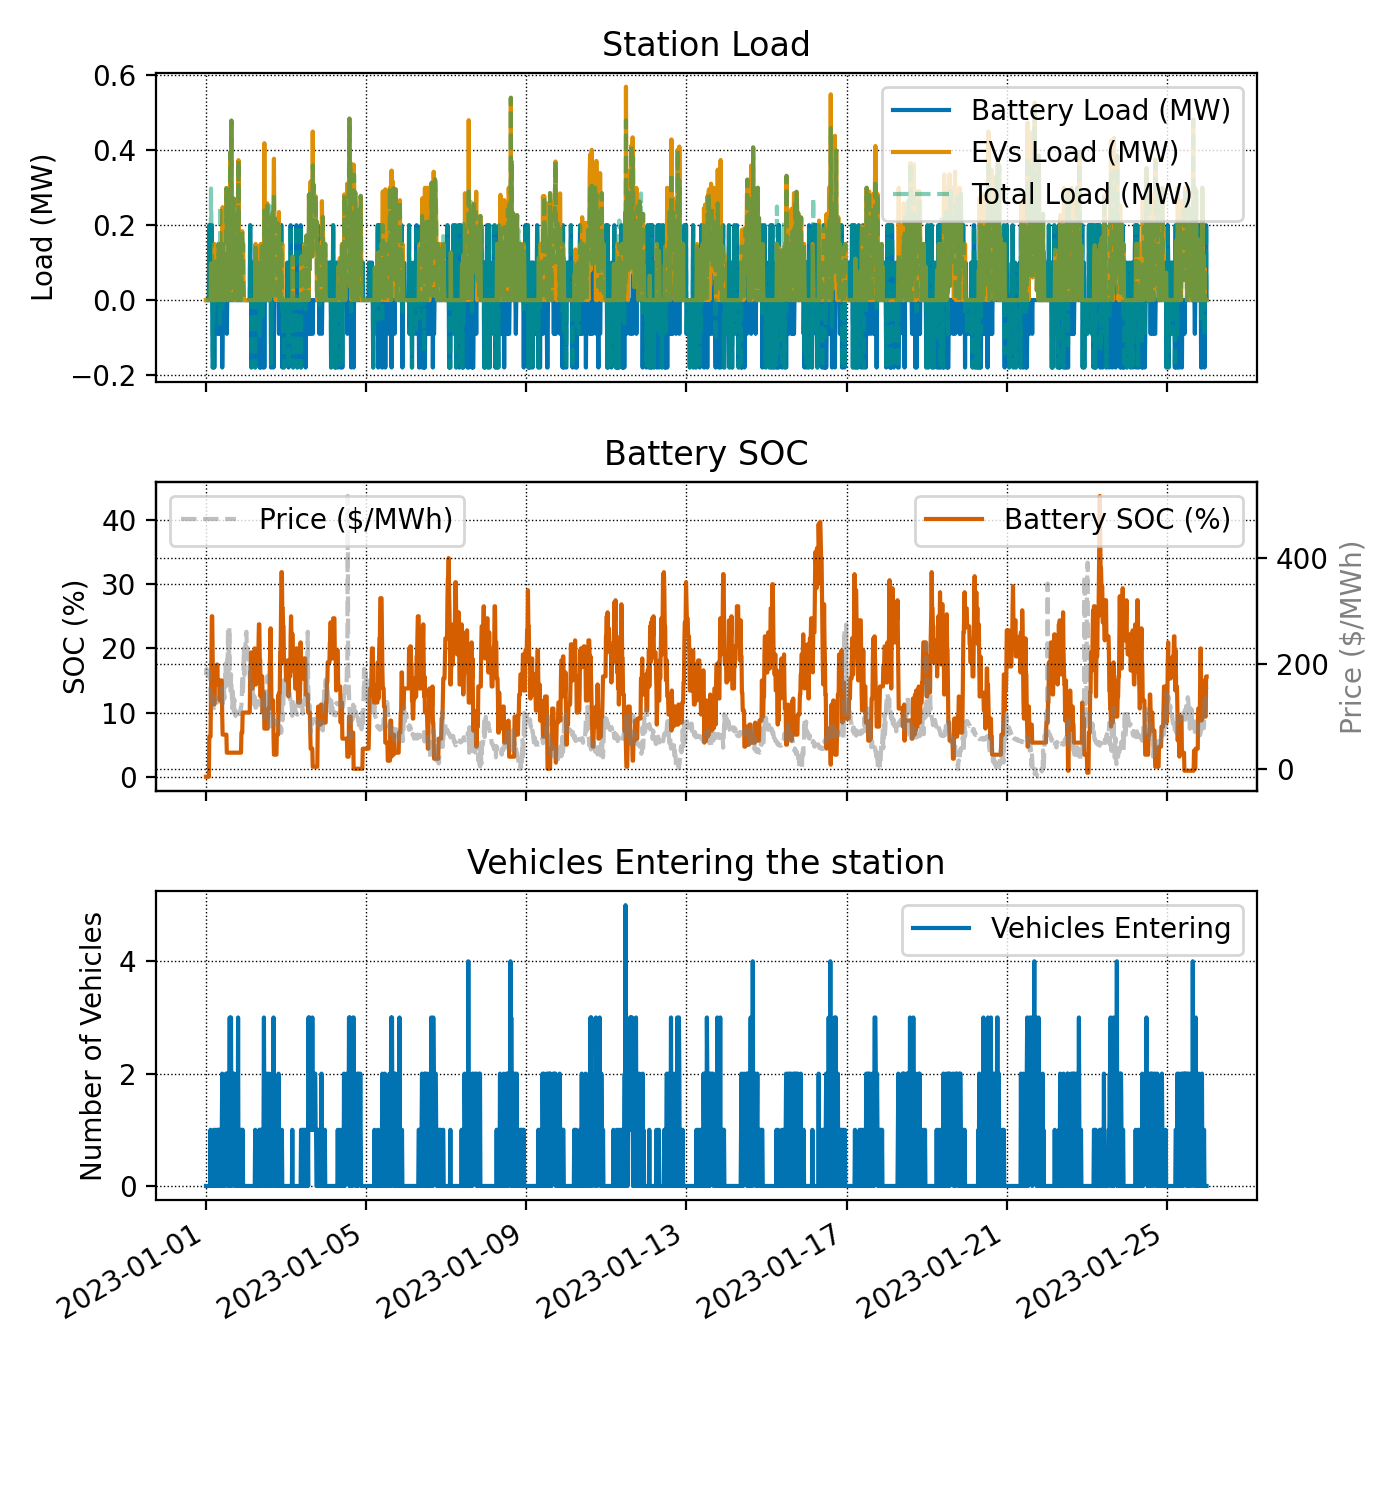 Station Load
Load (MW)
0.6
0.4
0.2
0.0
−0.2
Battery Load (MW)
EVs Load (MW)
Total Load (MW)
Battery SOC
SOC (%)
40
30
20
10
0
Price ($/MWh)
Battery SOC (%)
400
200
0
Price ($/MWh)
Vehicles Entering the station
Number of Vehicles
4
2
0
Vehicles Entering
2023-01-01
2023-01-05
2023-01-09
2023-01-13
2023-01-17
2023-01-21
2023-01-25